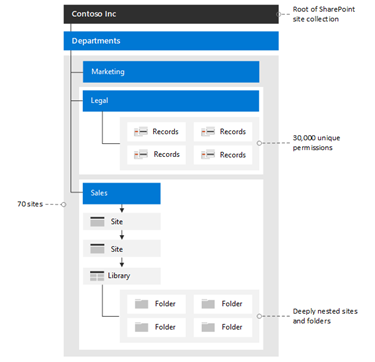 Contoso Inc
Root of SharePoint
site collection
Departments
Marketing
Legal
Records
Records
Records
Records
30,000 unique
permissions
Sales
70 sites
Site
Site
Library
Folder
Folder
Folder
Folder
Deeply nested sites
and folders